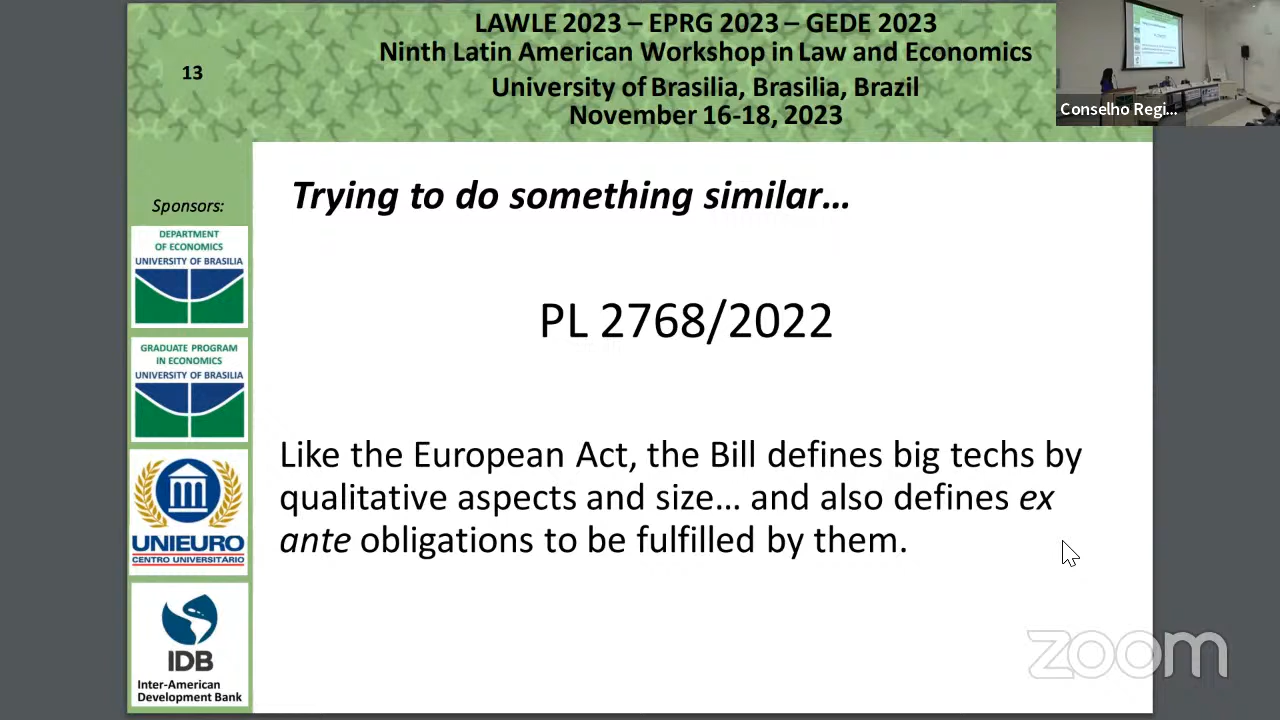 LAWLE 2023 – EPRG 2023 – GEDE 2023
Ninth Latin American Workshop in Law and Economics
University of Brasilia, Brasilia, Brazil
November 16-18, 2023
13
Conselho Regi...
Sponsors:
DEPARTMENT
OF ECONOMICS
UNIVERSITY OF BRASILIA
GRADUATE PROGRAM
IN ECONOMICS
UNIVERSITY OF BRASILIA
UNIEURO
CENTRO UNIVERSITÁRIO
IDB
Inter-American
Development Bank
Trying to do something similar…
PL 2768/2022
Like the European Act, the Bill defines big techs by
qualitative aspects and size… and also defines ex
ante obligations to be fulfilled by them.
zoom